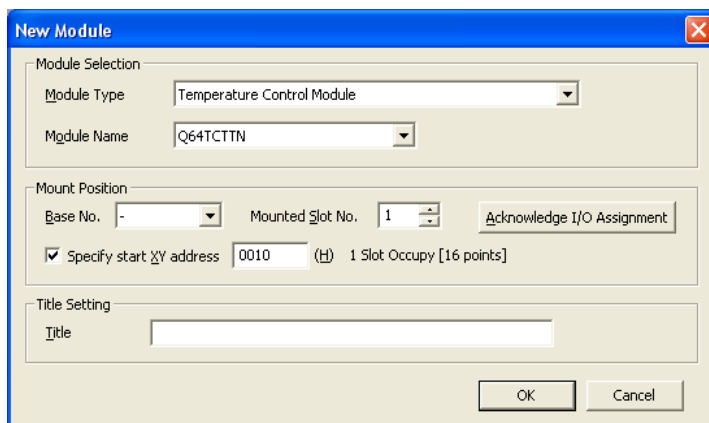 New Module
Module Selection
Module Type Temperature Control Module
Module Name Q64TCTTN
Mount Position
Base No. - Mounted Slot No. 1 Acknowledge I/O Assignment
Specify start XY address 0010 (H) 1 Slot Occupy [16 points]
Title Setting
Title
OK Cancel